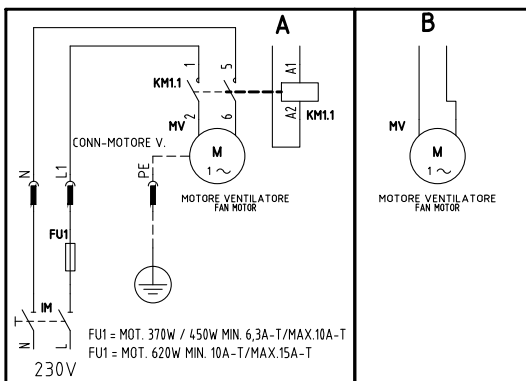 A
B
1
5
KM1.1
A1
A2
KM1.1
2
6
MV
M
1 ~
CONN-MOTORE V.
MOTORE VENTILATORE
FAN MOTOR
MV
M
1 ~
MOTORE VENTILATORE
FAN MOTOR
N
L1
PE
FU1
IM
N
L
230V
FU1 = MOT. 370W / 450W MIN. 6,3A-T/MAX.10A-T
FU1 = MOT. 620W MIN. 10A-T/MAX.15A-T